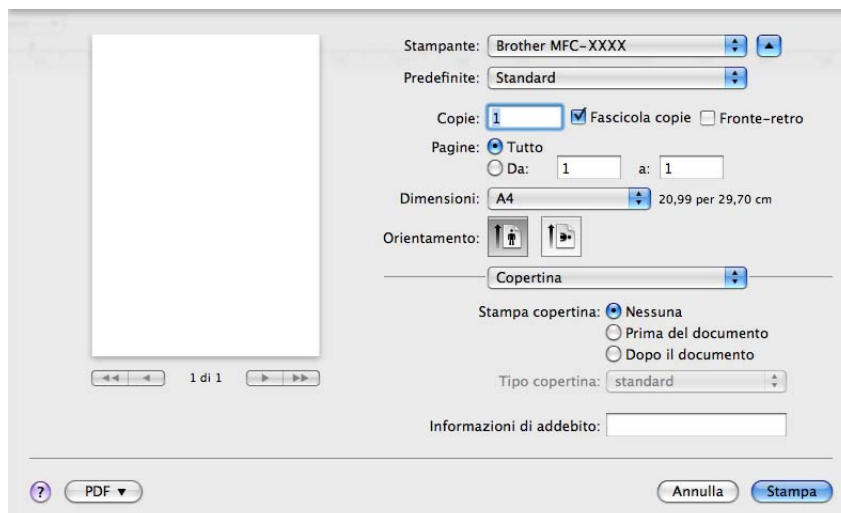 Stampante: Brother MFC-XXXX
Predefinite: Standard
Copie: 1 Fascicola copie Fronte-retro
Pagine: Tutto
Da: 1 a: 1
Dimensioni: A4 20,99 per 29,70 cm
Orientamento:
Copertina
Stampa copertina: Nessuna
Prima del documento
Dopo il documento
1 di 1
Tipo copertina: standard
Informazioni di addebito:
? PDF Annulla Stampa